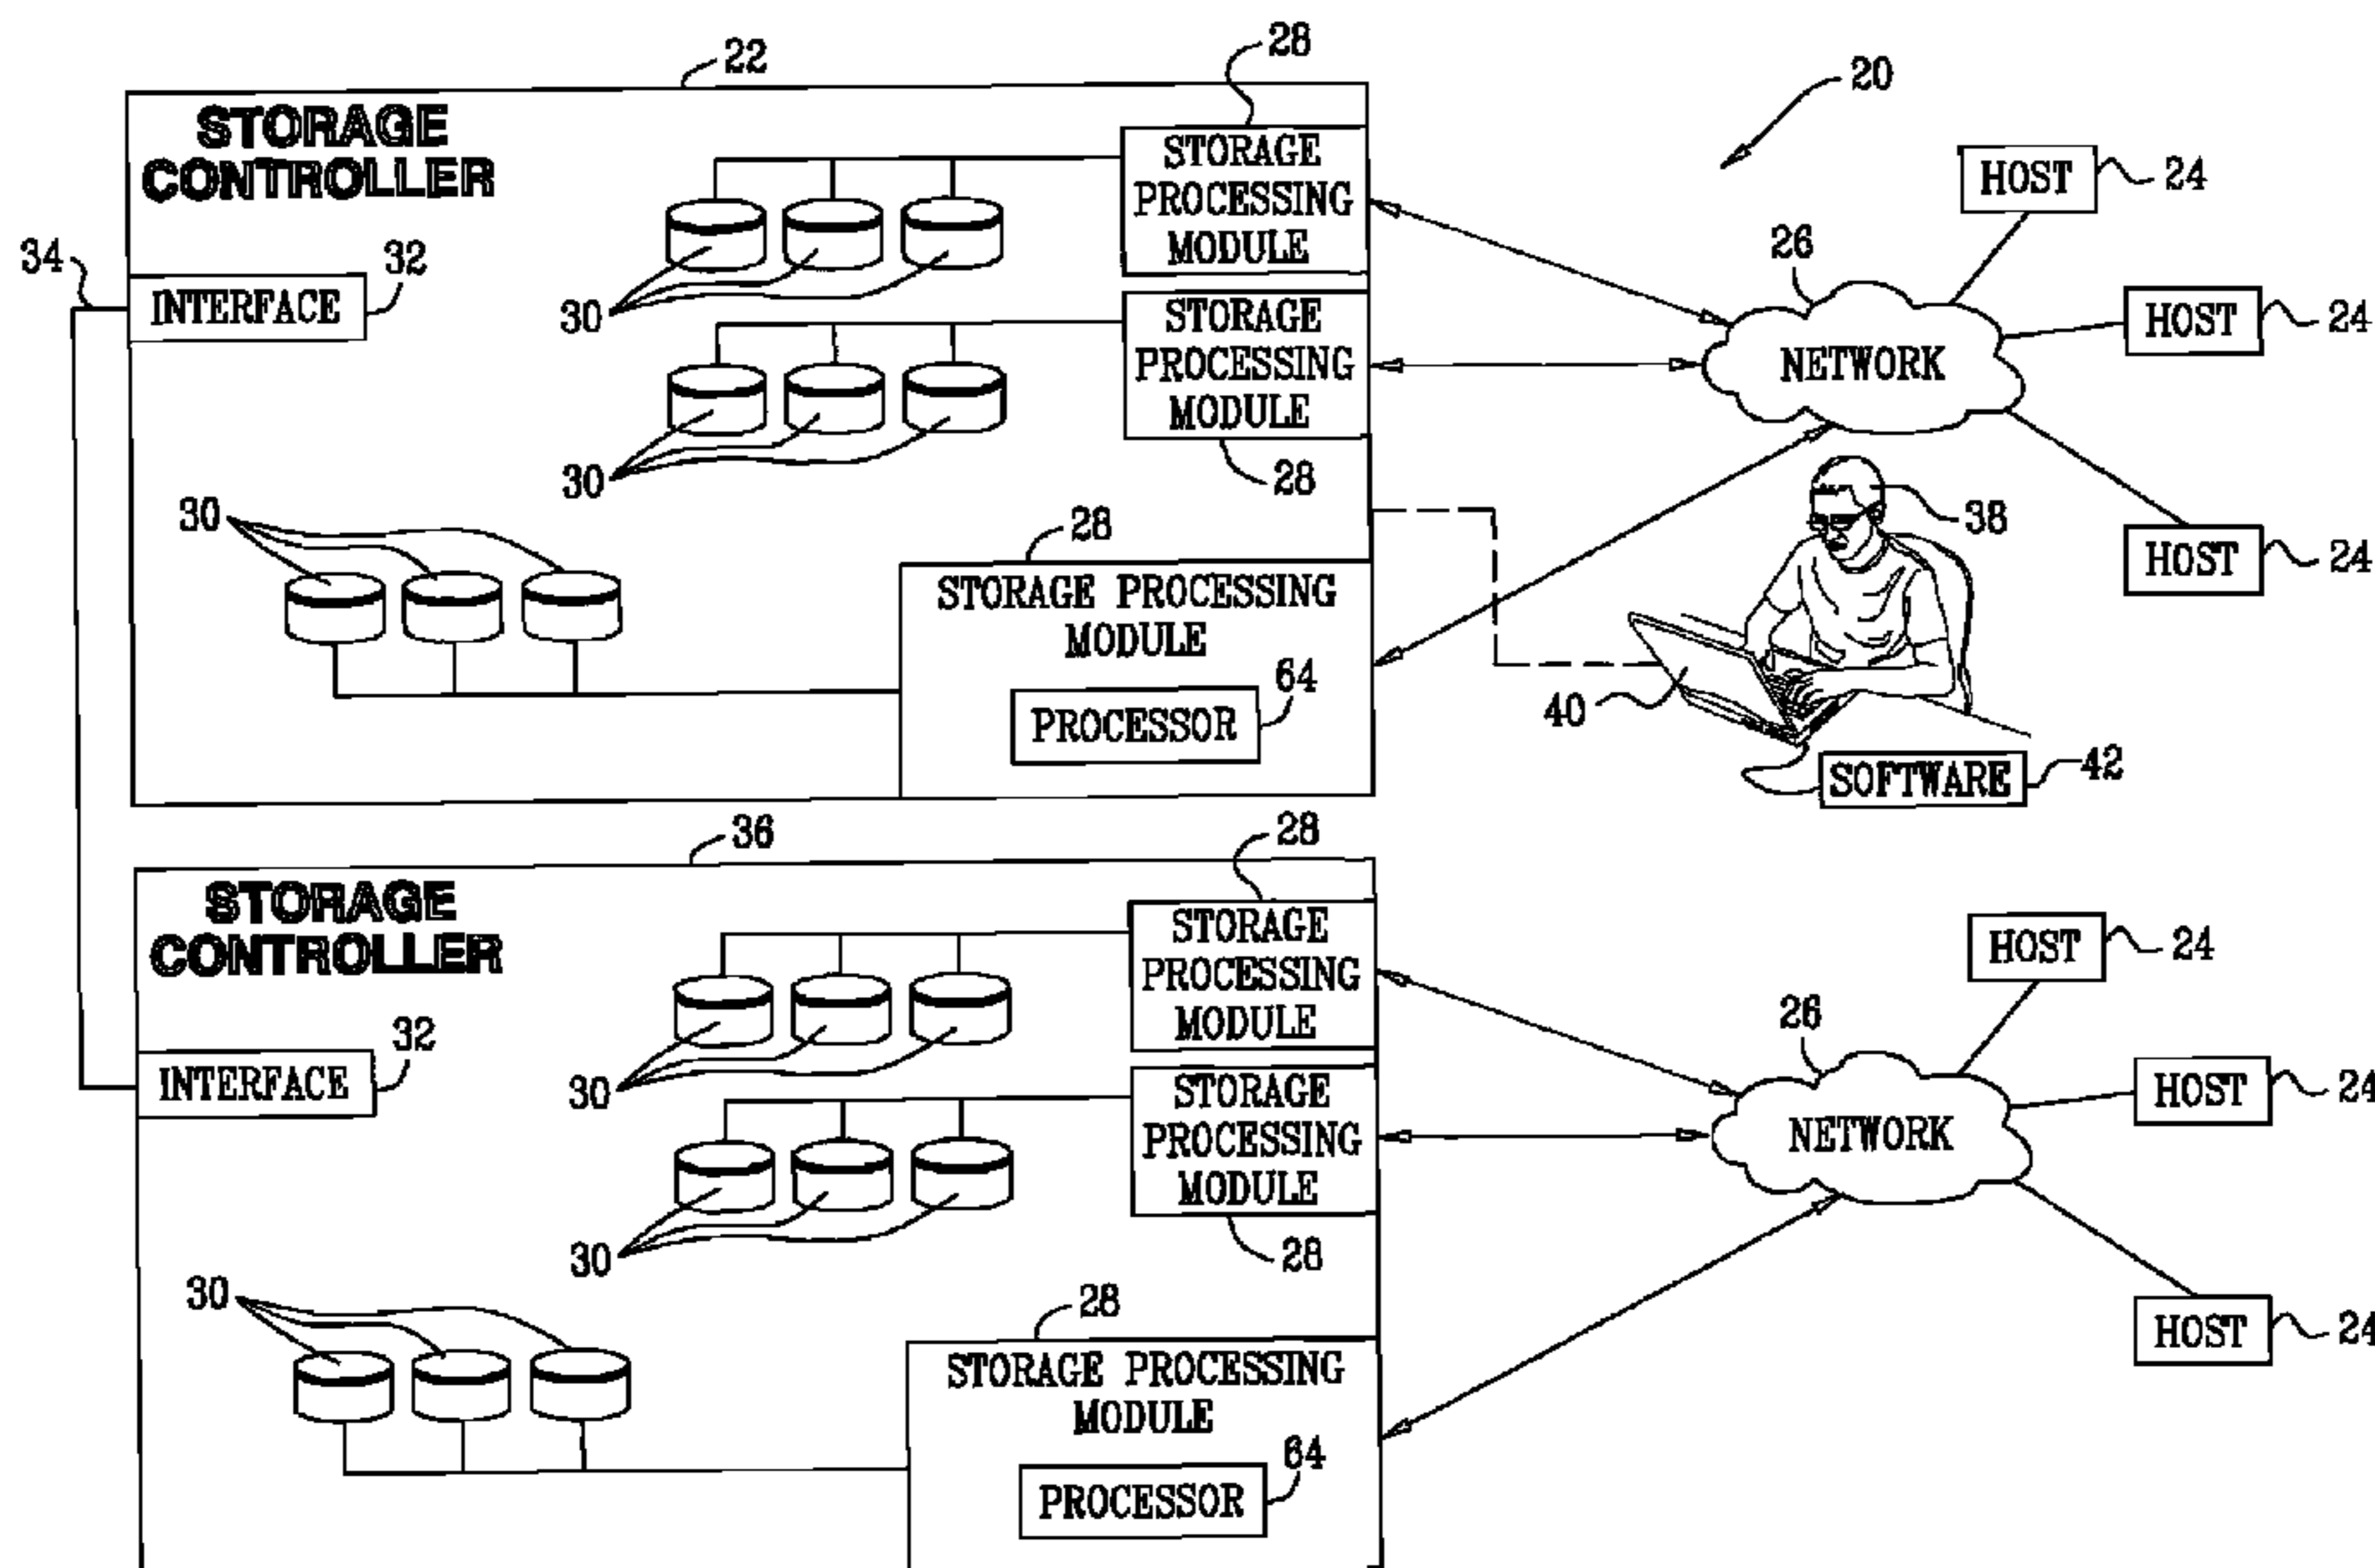 22
28
20
STORAGE
CONTROLLER
STORAGE
PROCESSING
MODULE
HOST
24
34
32
INTERFACE
30
26
HOST
24
STORAGE
PROCESSING
MODULE
NETWORK
30
28
30
38
28
HOST
24
STORAGE PROCESSING
MODULE
64
PROCESSOR
40
SOFTWARE
42
36
28
STORAGE
CONTROLLER
STORAGE
PROCESSING
MODULE
HOST
24
32
INTERFACE
30
26
HOST
24
STORAGE
PROCESSING
MODULE
NETWORK
30
28
30
28
HOST
24
STORAGE PROCESSING
MODULE
64
PROCESSOR